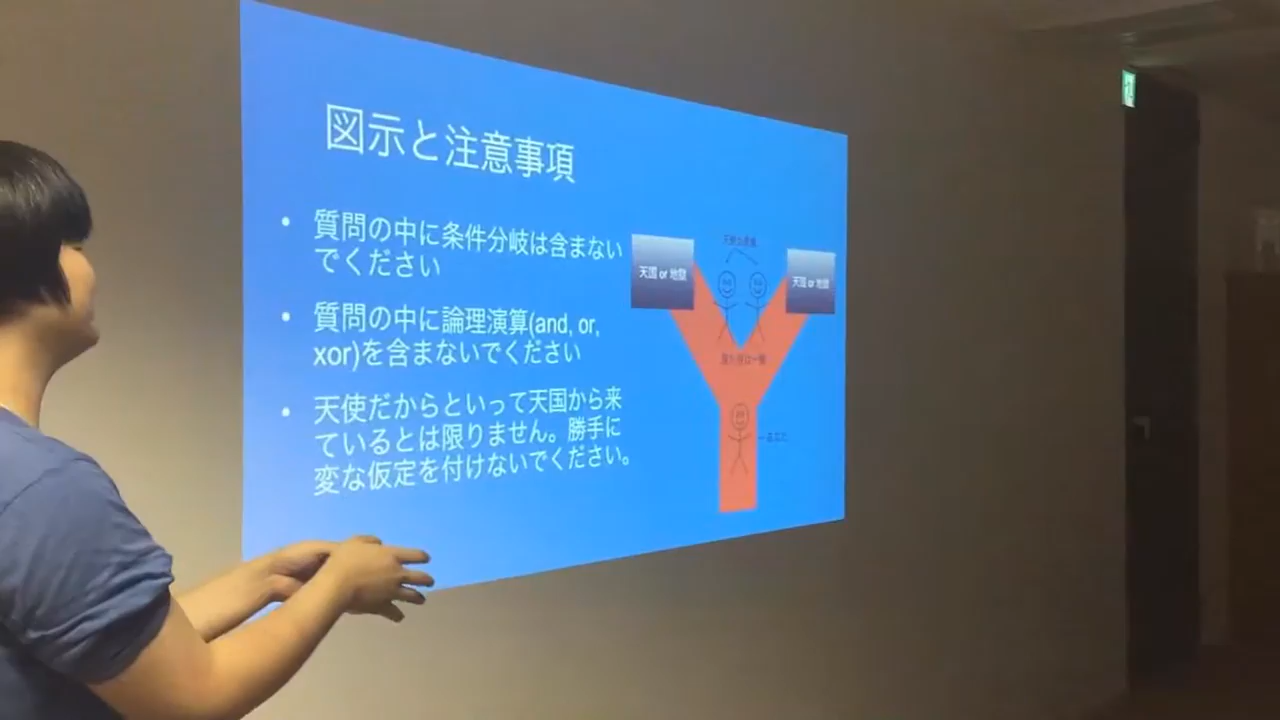 図示と注意事項
• 質問の中に条件分岐は含まない
でください
• 質問の中に論理演算(and, or,
xor)を含まないでください
• 天使だからといって天国から来
ているとは限りません。勝手に
変な仮定を付けないでください。
天国 or 地獄
天国 or 地獄